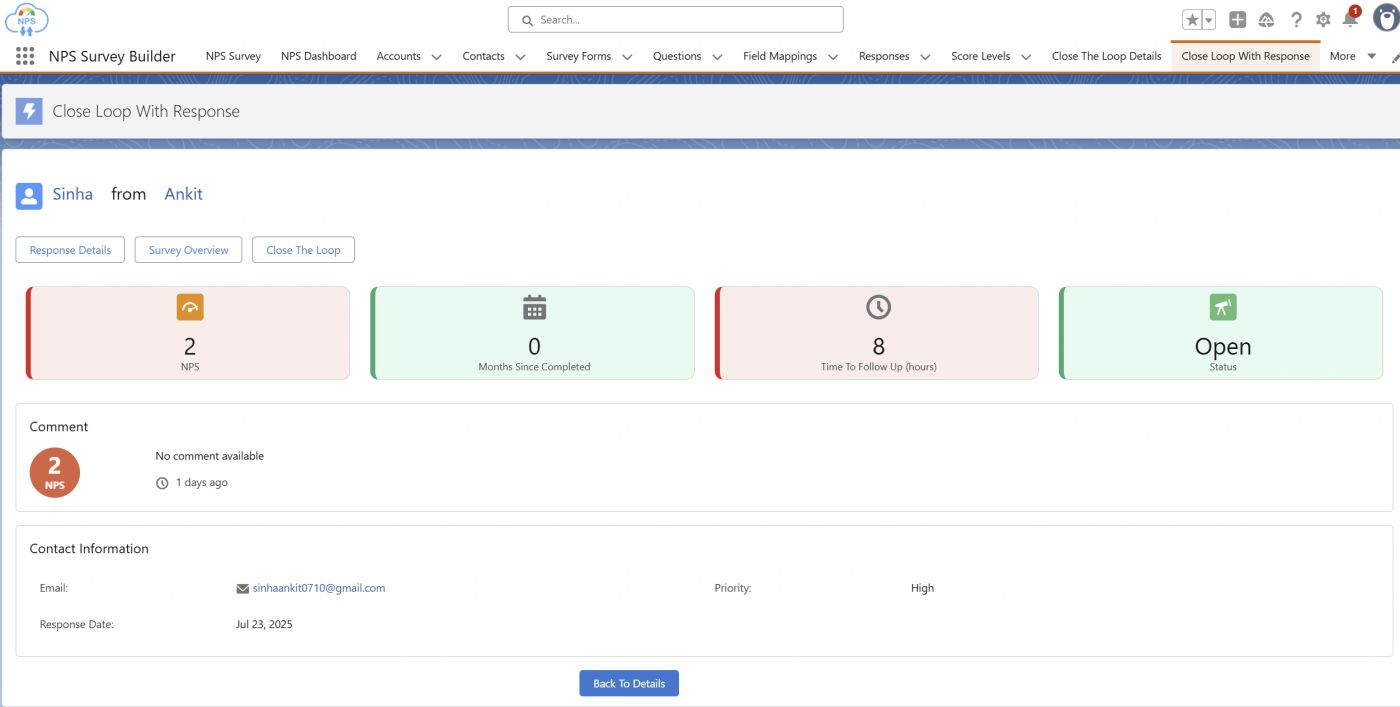 NPS
Search...
1
NPS Survey Builder
NPS Survey
NPS Dashboard
Accounts
Contacts
Survey Forms
Questions
Field Mappings
Responses
Score Levels
Close The Loop Details
Close Loop With Response
More
Close Loop With Response
Sinha from Ankit
Response Details
Survey Overview
Close The Loop
2
NPS
0
Months Since Completed
8
Time To Follow Up (hours)
Open
Status
Comment
2
NPS
No comment available
1 days ago
Contact Information
Email:
sinhaankit0710@gmail.com
Priority:
High
Response Date:
Jul 23, 2025
Back To Details